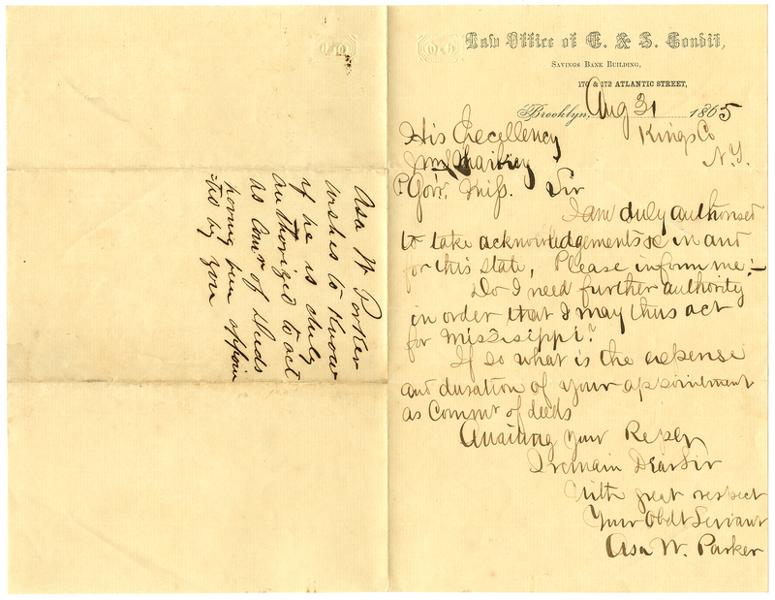 Law Office of C. & S. Condit,
SAVINGS BANK BUILDING,
170 & 172 ATLANTIC STREET,
Brooklyn, Aug 31 1865
His Excellency Kings Co
Wm Sharkey N.Y.
P. Gov. Miss. Sir
I am duly authorised
to take acknowledgements &c in and
for this state, Please inform me:—
Do I need further authority
in order that I may thus act
for Mississippi?
If so what is the expense
and duration of your appointment
as Commr of deeds
Awaiting Your Reply
I remain Dear Sir
With great respect
Your Obdt Servant
Asa W. Parker
Asa W Parker
wishes to know
if he is duly
authorized to act
as Comr of Deeds
having been appoin
ted by you